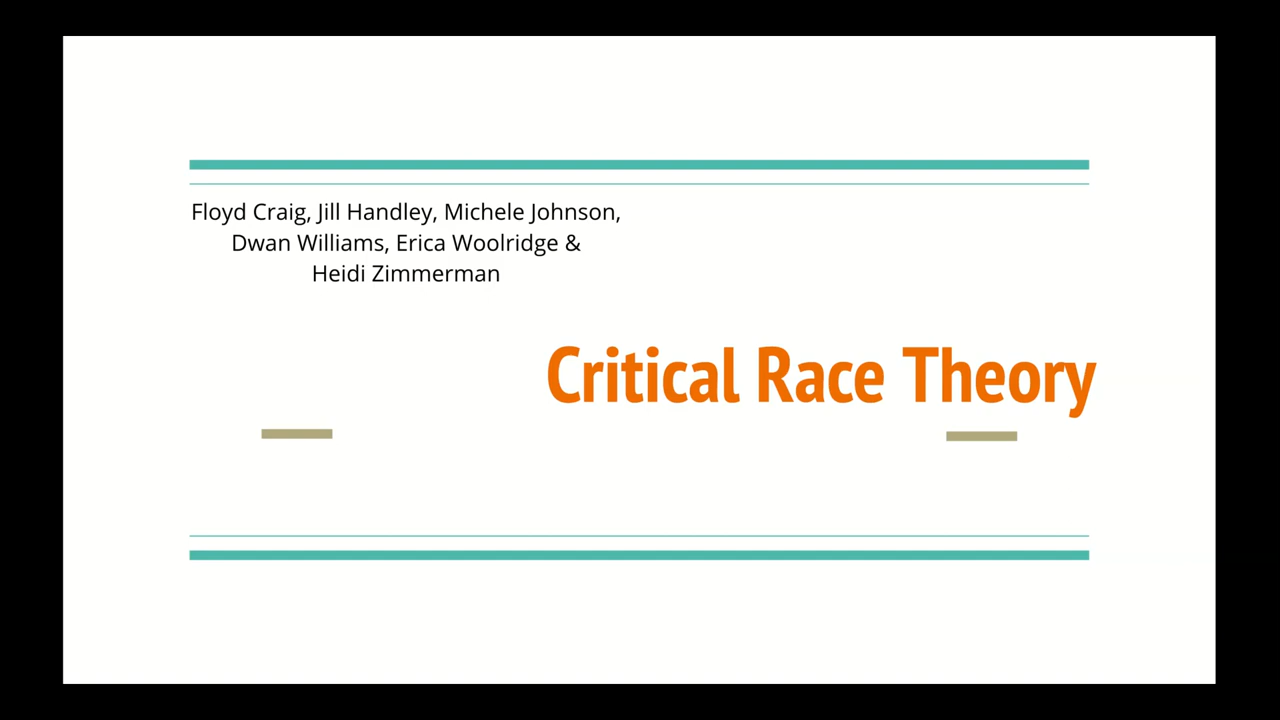 Floyd Craig, Jill Handley, Michele Johnson,
Dwan Williams, Erica Woolridge &
Heidi Zimmerman
Critical Race Theory